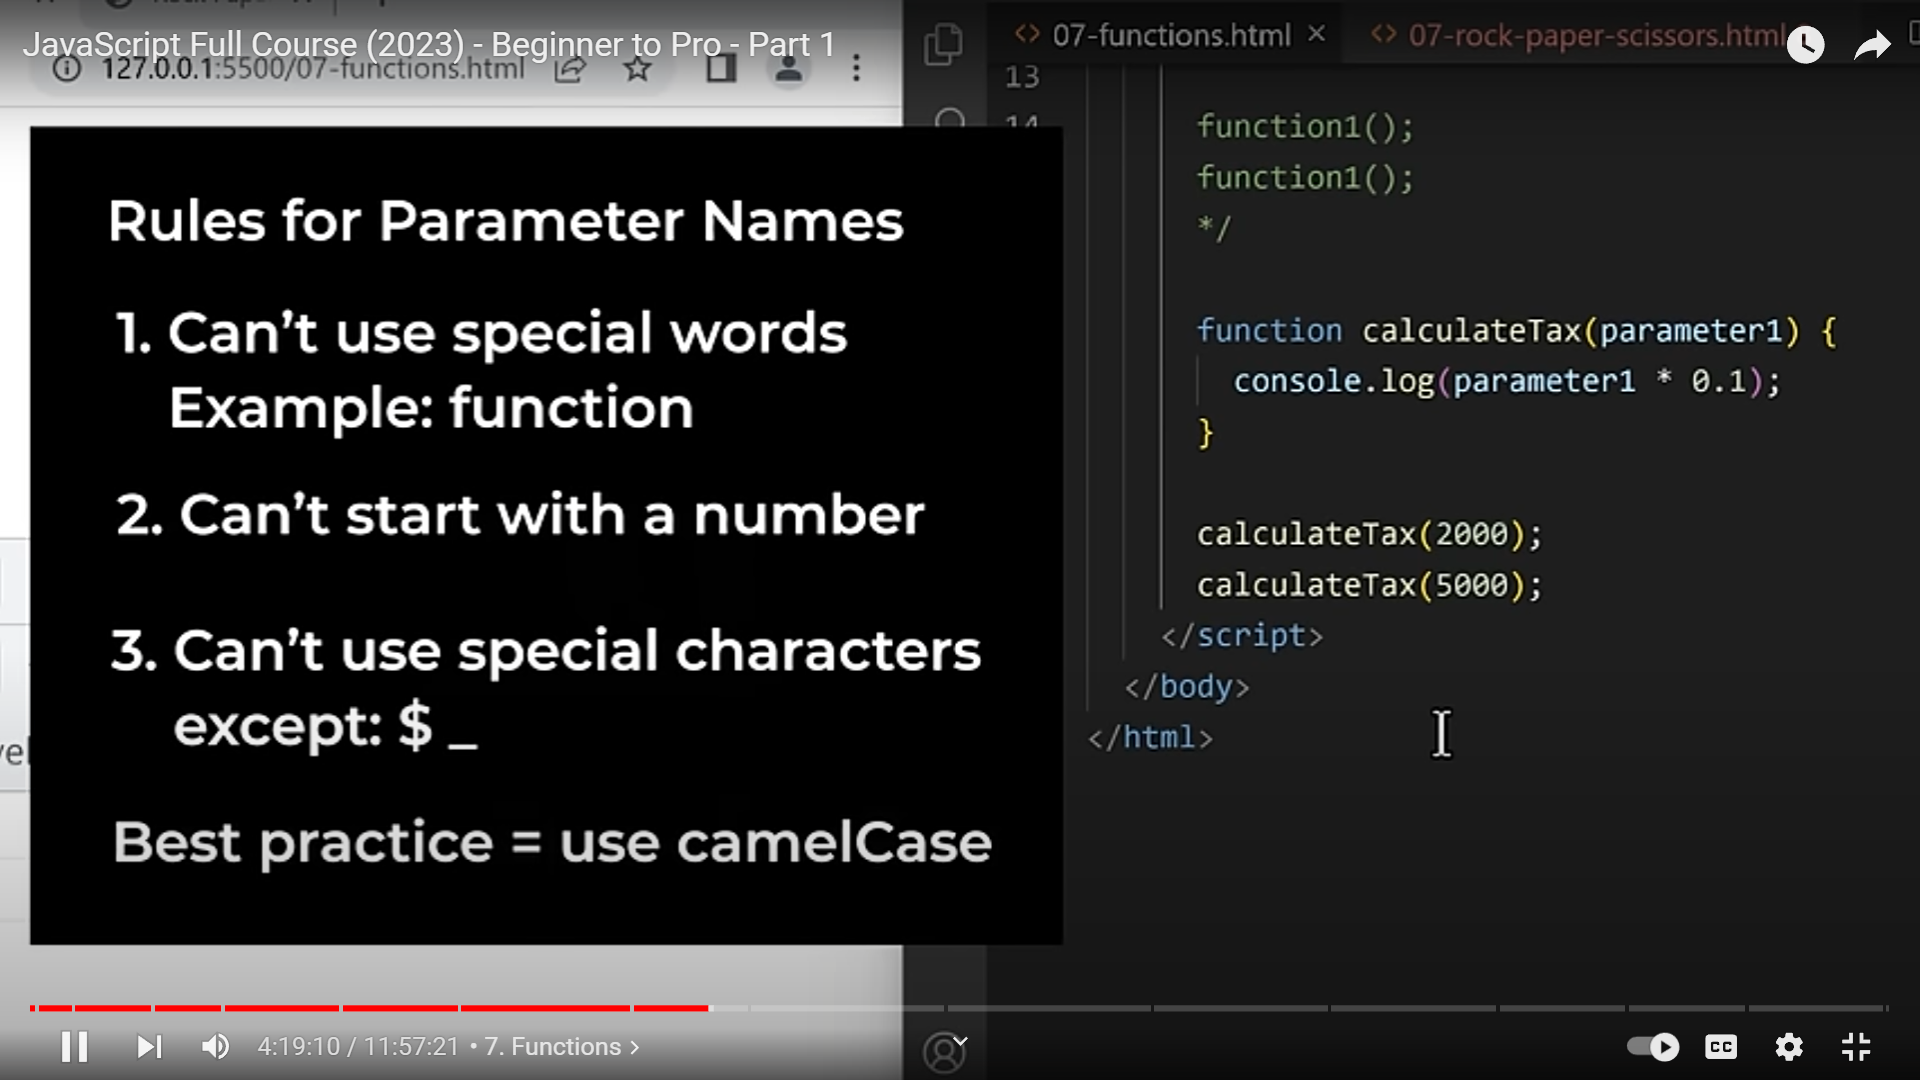 JavaScript Full Course (2023) - Beginner to Pro - Part 1
127.0.0.1:5500/07-functions.html
Rules for Parameter Names
1. Can’t use special words
Example: function
2. Can’t start with a number
3. Can’t use special characters
except: $ _
Best practice = use camelCase
07-functions.html ×
07-rock-paper-scissors.html
13
14
function1();
function1();
*/
function calculateTax(parameter1) {
console.log(parameter1 * 0.1);
}
calculateTax(2000);
calculateTax(5000);
</script>
</body>
</html>
4:19:10 / 11:57:21 • 7. Functions >
CC